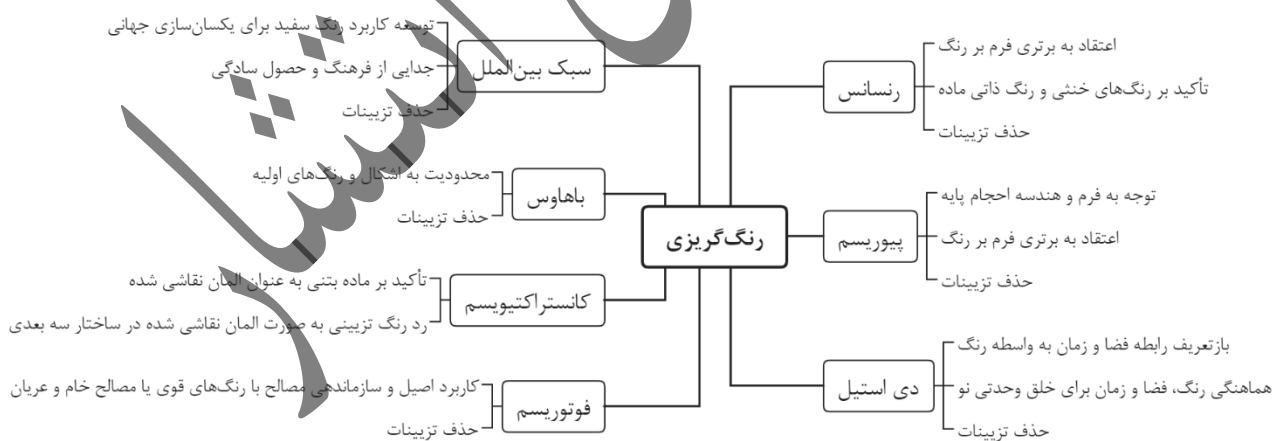 رنگ‌گریزی
رنسانس
اعتقاد به برتری فرم بر رنگ
تأکید بر رنگ‌های خنثی و رنگ ذاتی ماده
حذف تزیینات
پیوریسم
توجه به فرم و هندسه احجام پایه
اعتقاد به برتری فرم بر رنگ
حذف تزیینات
دی استیل
بازتعریف رابطه فضا و زمان به واسطه رنگ
هماهنگی رنگ، فضا و زمان برای خلق وحدتی نو
حذف تزیینات
سبک بین‌الملل
توسعه کاربرد رنگ سفید برای یکسان‌سازی جهانی
جدایی از فرهنگ و حصول سادگی
حذف تزیینات
باهاوس
محدودیت به اشکال و رنگ‌های اولیه
حذف تزیینات
کانستراکتیویسم
تأکید بر ماده بتنی به عنوان المان نقاشی شده
رد رنگ تزیینی به صورت المان نقاشی شده در ساختار سه بعدی
فوتوریسم
کاربرد اصیل و سازماندهی مصالح با رنگ‌های قوی یا مصالح خام و عریان
حذف تزیینات